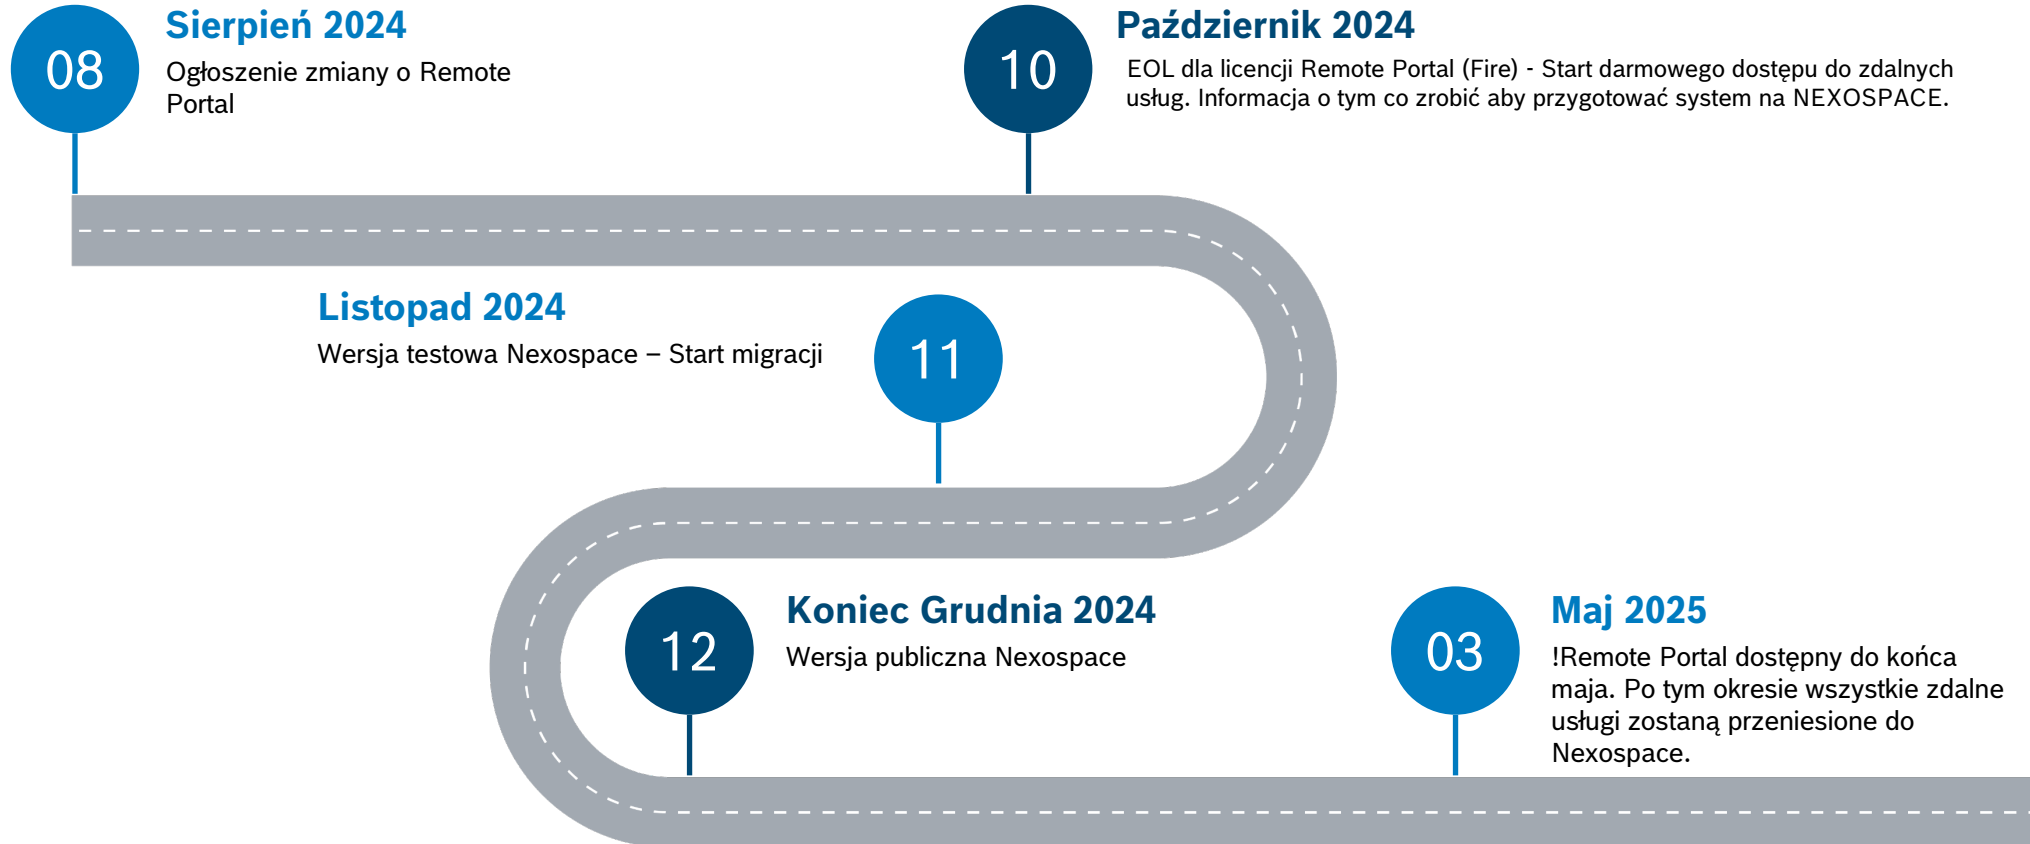 08
Sierpień 2024
Ogłoszenie zmiany o Remote
Portal
10
Październik 2024
EOL dla licencji Remote Portal (Fire) - Start darmowego dostępu do zdalnych
usług. Informacja o tym co zrobić aby przygotować system na NEXOSPACE.
Listopad 2024
Wersja testowa Nexospace – Start migracji
11
12
Koniec Grudnia 2024
Wersja publiczna Nexospace
03
Maj 2025
!Remote Portal dostępny do końca
maja. Po tym okresie wszystkie zdalne
usługi zostaną przeniesione do
Nexospace.